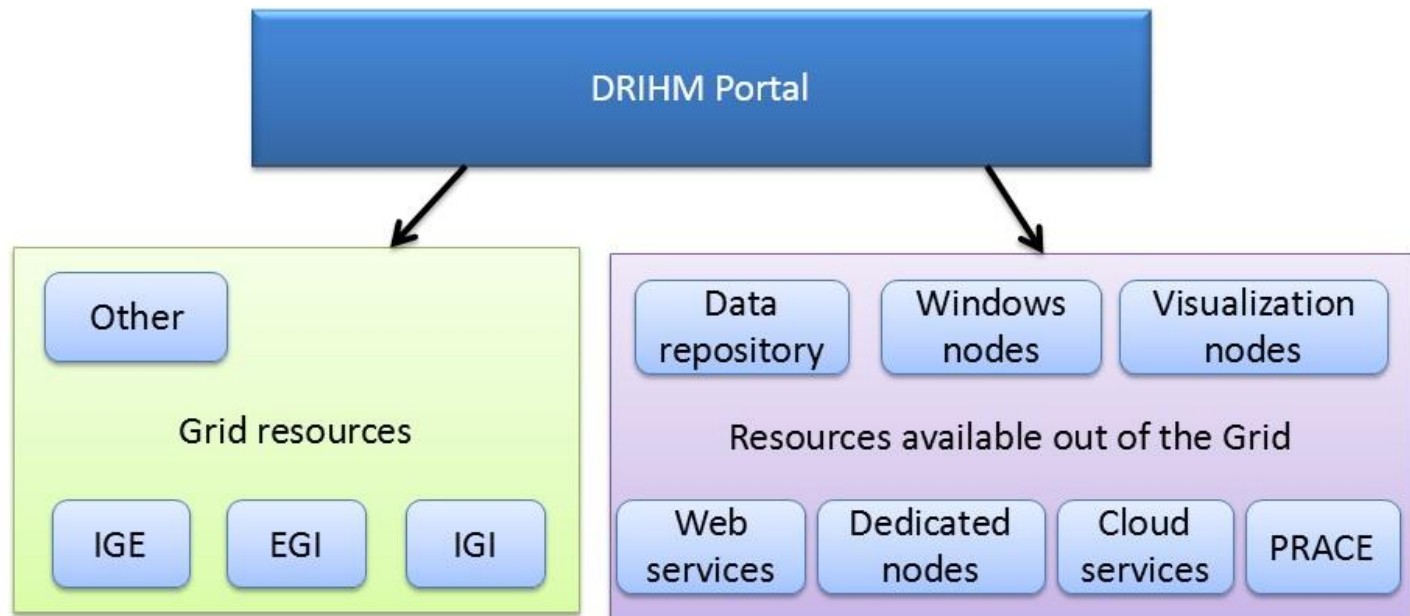 DRIHM Portal
Other
Grid resources
IGE
EGI
IGI
Data
repository
Windows
nodes
Visualization
nodes
Resources available out of the Grid
Web
services
Dedicated
nodes
Cloud
services
PRACE